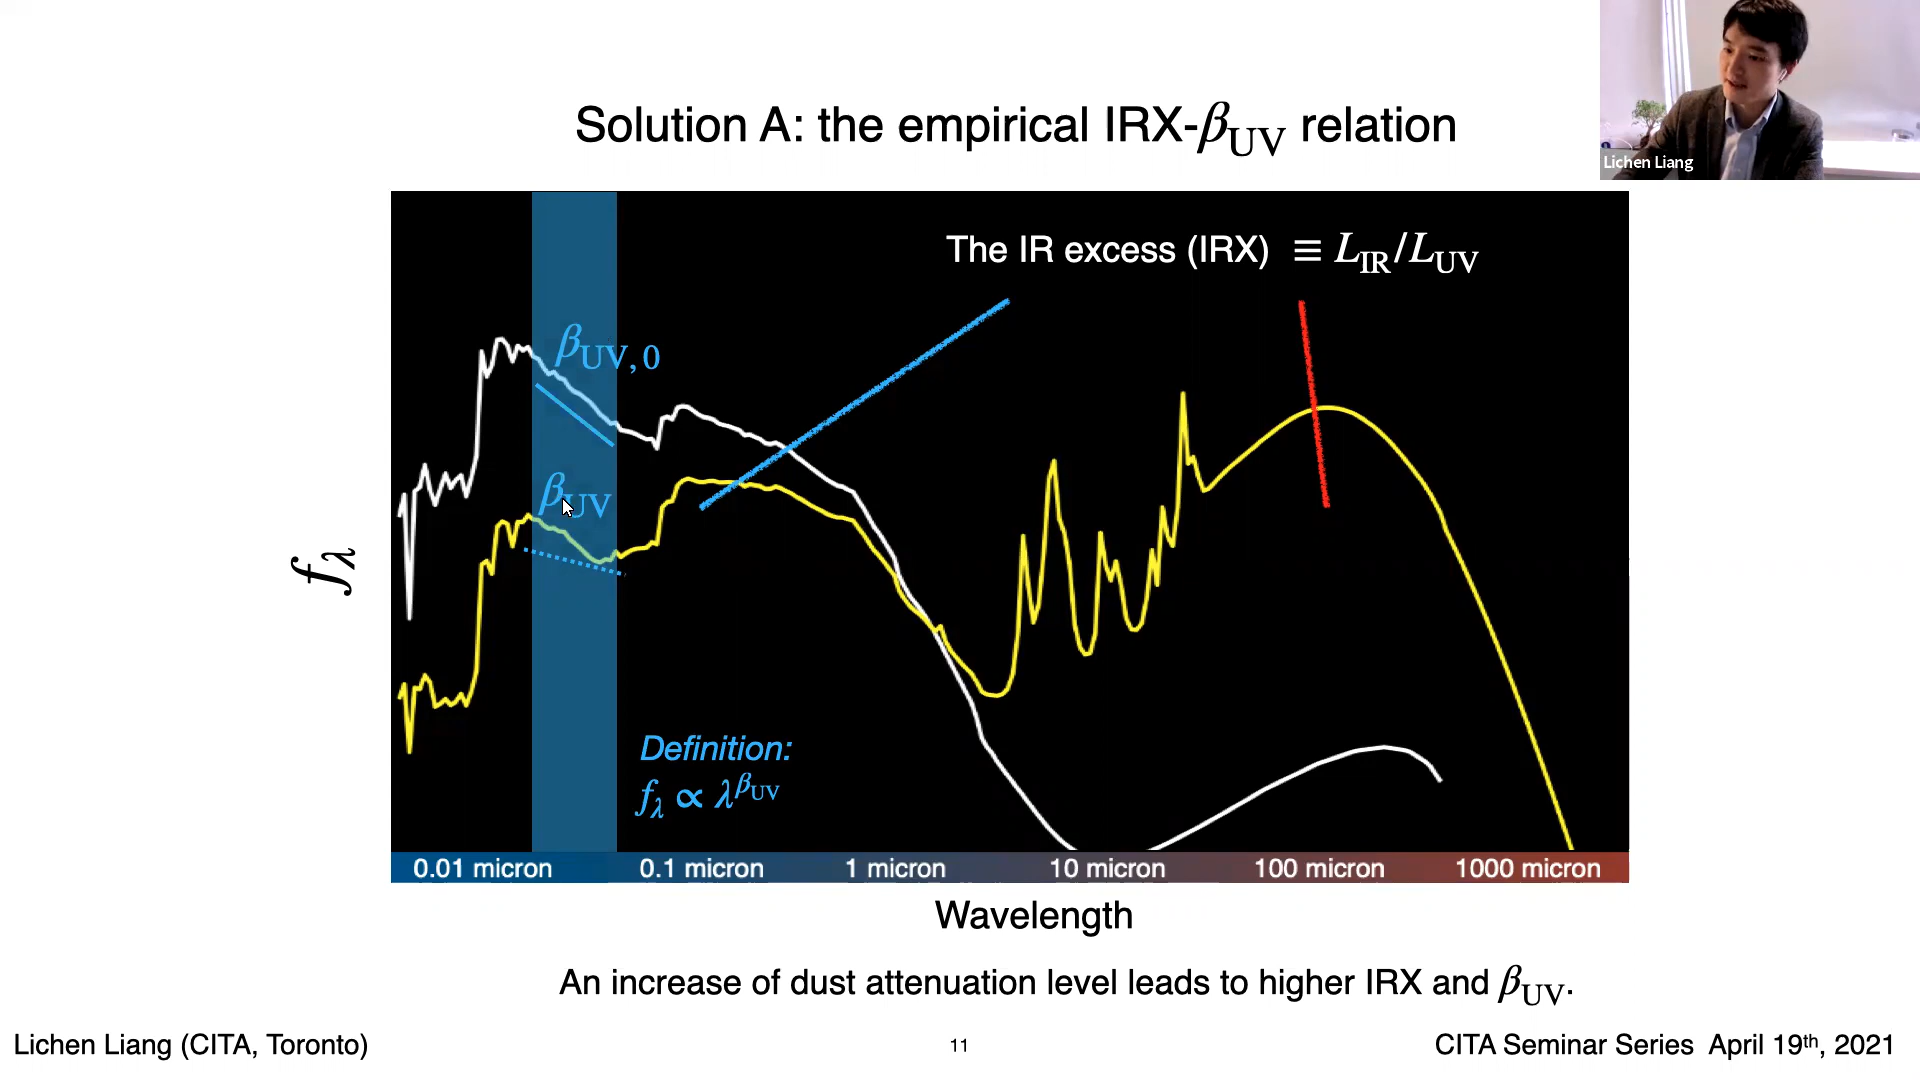 Solution A: the empirical IRX-βUV relation
Lichen Liang
The IR excess (IRX) ≡ LIR/LUV
βUV, 0
βUV
fλ
Definition:
fλ ∝ λ^βUV
0.01 micron 0.1 micron 1 micron 10 micron 100 micron 1000 micron
Wavelength
An increase of dust attenuation level leads to higher IRX and βUV.
Lichen Liang (CITA, Toronto) 11 CITA Seminar Series April 19th, 2021